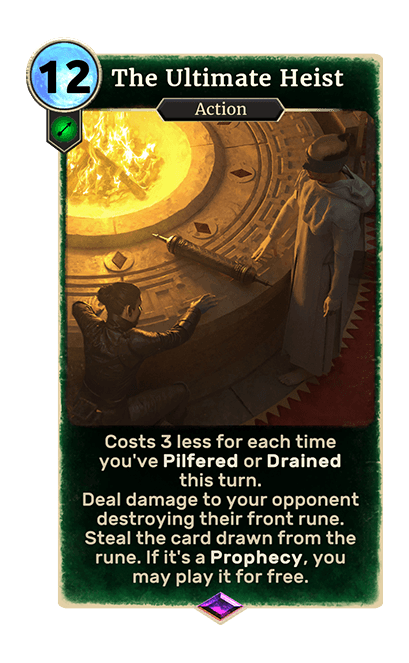 12
The Ultimate Heist
Action
Costs 3 less for each time
you've Pilfered or Drained
this turn.
Deal damage to your opponent
destroying their front rune.
Steal the card drawn from the
rune. If it's a Prophecy, you
may play it for free.